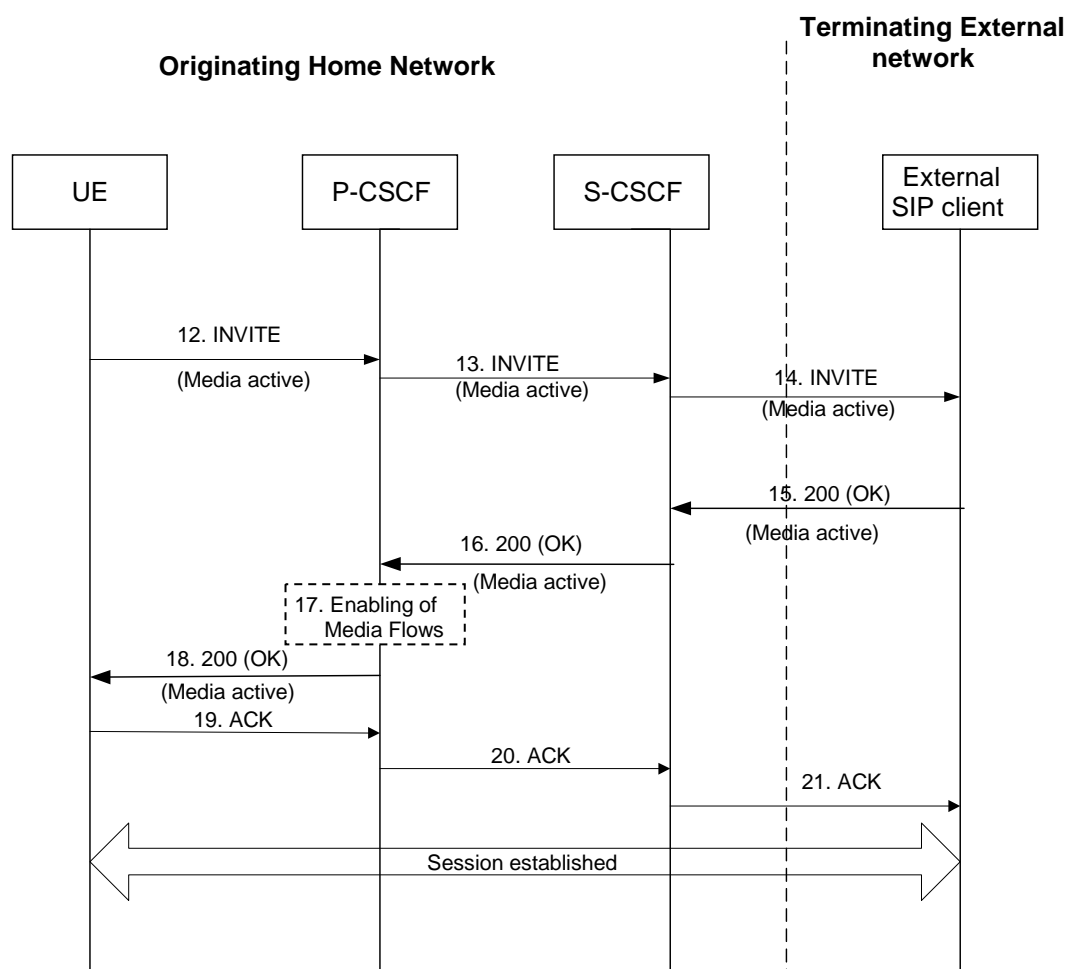 Terminating External
network
Originating Home Network
UE
P-CSCF
S-CSCF
External
SIP client
12. INVITE
(Media active)
13. INVITE
(Media active)
14. INVITE
(Media active)
15. 200 (OK)
(Media active)
16. 200 (OK)
(Media active)
17. Enabling of
Media Flows
18. 200 (OK)
(Media active)
19. ACK
20. ACK
21. ACK
Session established